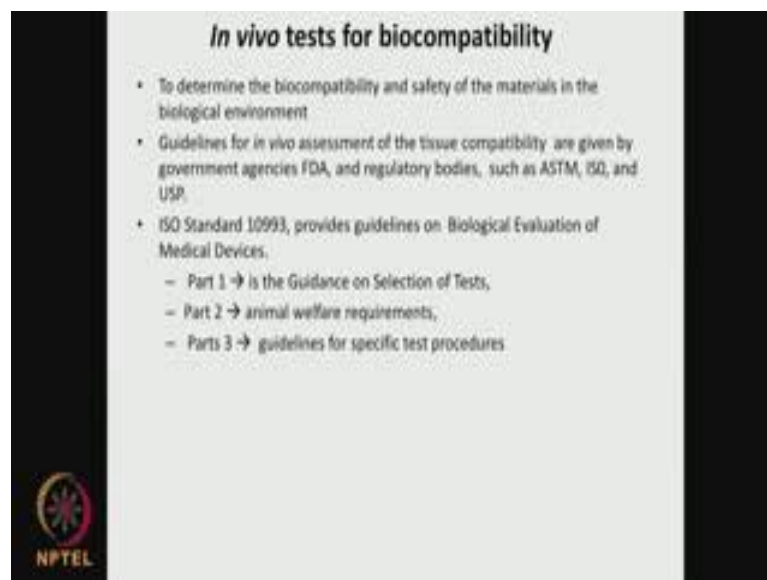 In vivo tests for biocompatibility
• To determine the biocompatibility and safety of the materials in the
biological environment
• Guidelines for in vivo assessment of the tissue compatibility are given by
government agencies FDA, and regulatory bodies, such as ASTM, ISO, and
USP.
• ISO Standard 10993, provides guidelines on Biological Evaluation of
Medical Devices.
– Part 1 → is the Guidance on Selection of Tests,
– Part 2 → animal welfare requirements,
– Parts 3 → guidelines for specific test procedures
NPTEL